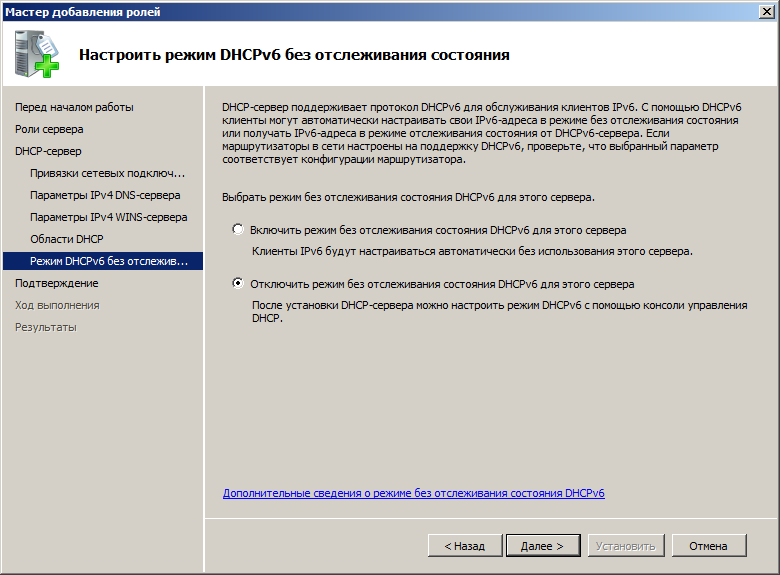 Мастер добавления ролей
Настроить режим DHCPv6 без отслеживания состояния
Перед началом работы
Роли сервера
DHCP-сервер
Привязки сетевых подключ...
Параметры IPv4 DNS-сервера
Параметры IPv4 WINS-сервера
Области DHCP
Режим DHCPv6 без отслежив...
Подтверждение
Ход выполнения
Результаты
DHCP-сервер поддерживает протокол DHCPv6 для обслуживания клиентов IPv6. С помощью DHCPv6
клиенты могут автоматически настраивать свои IPv6-адреса в режиме без отслеживания состояния
или получать IPv6-адреса в режиме отслеживания состояния от DHCPv6-сервера. Если
маршрутизаторы в сети настроены на поддержку DHCPv6, проверьте, что выбранный параметр
соответствует конфигурации маршрутизатора.
Выбрать режим без отслеживания состояния DHCPv6 для этого сервера.
Включить режим без отслеживания состояния DHCPv6 для этого сервера
Клиенты IPv6 будут настраиваться автоматически без использования этого сервера.
Отключить режим без отслеживания состояния DHCPv6 для этого сервера
После установки DHCP-сервера можно настроить режим DHCPv6 с помощью консоли управления
DHCP.
Дополнительные сведения о режиме без отслеживания состояния DHCPv6
< Назад
Далее >
Установить
Отмена